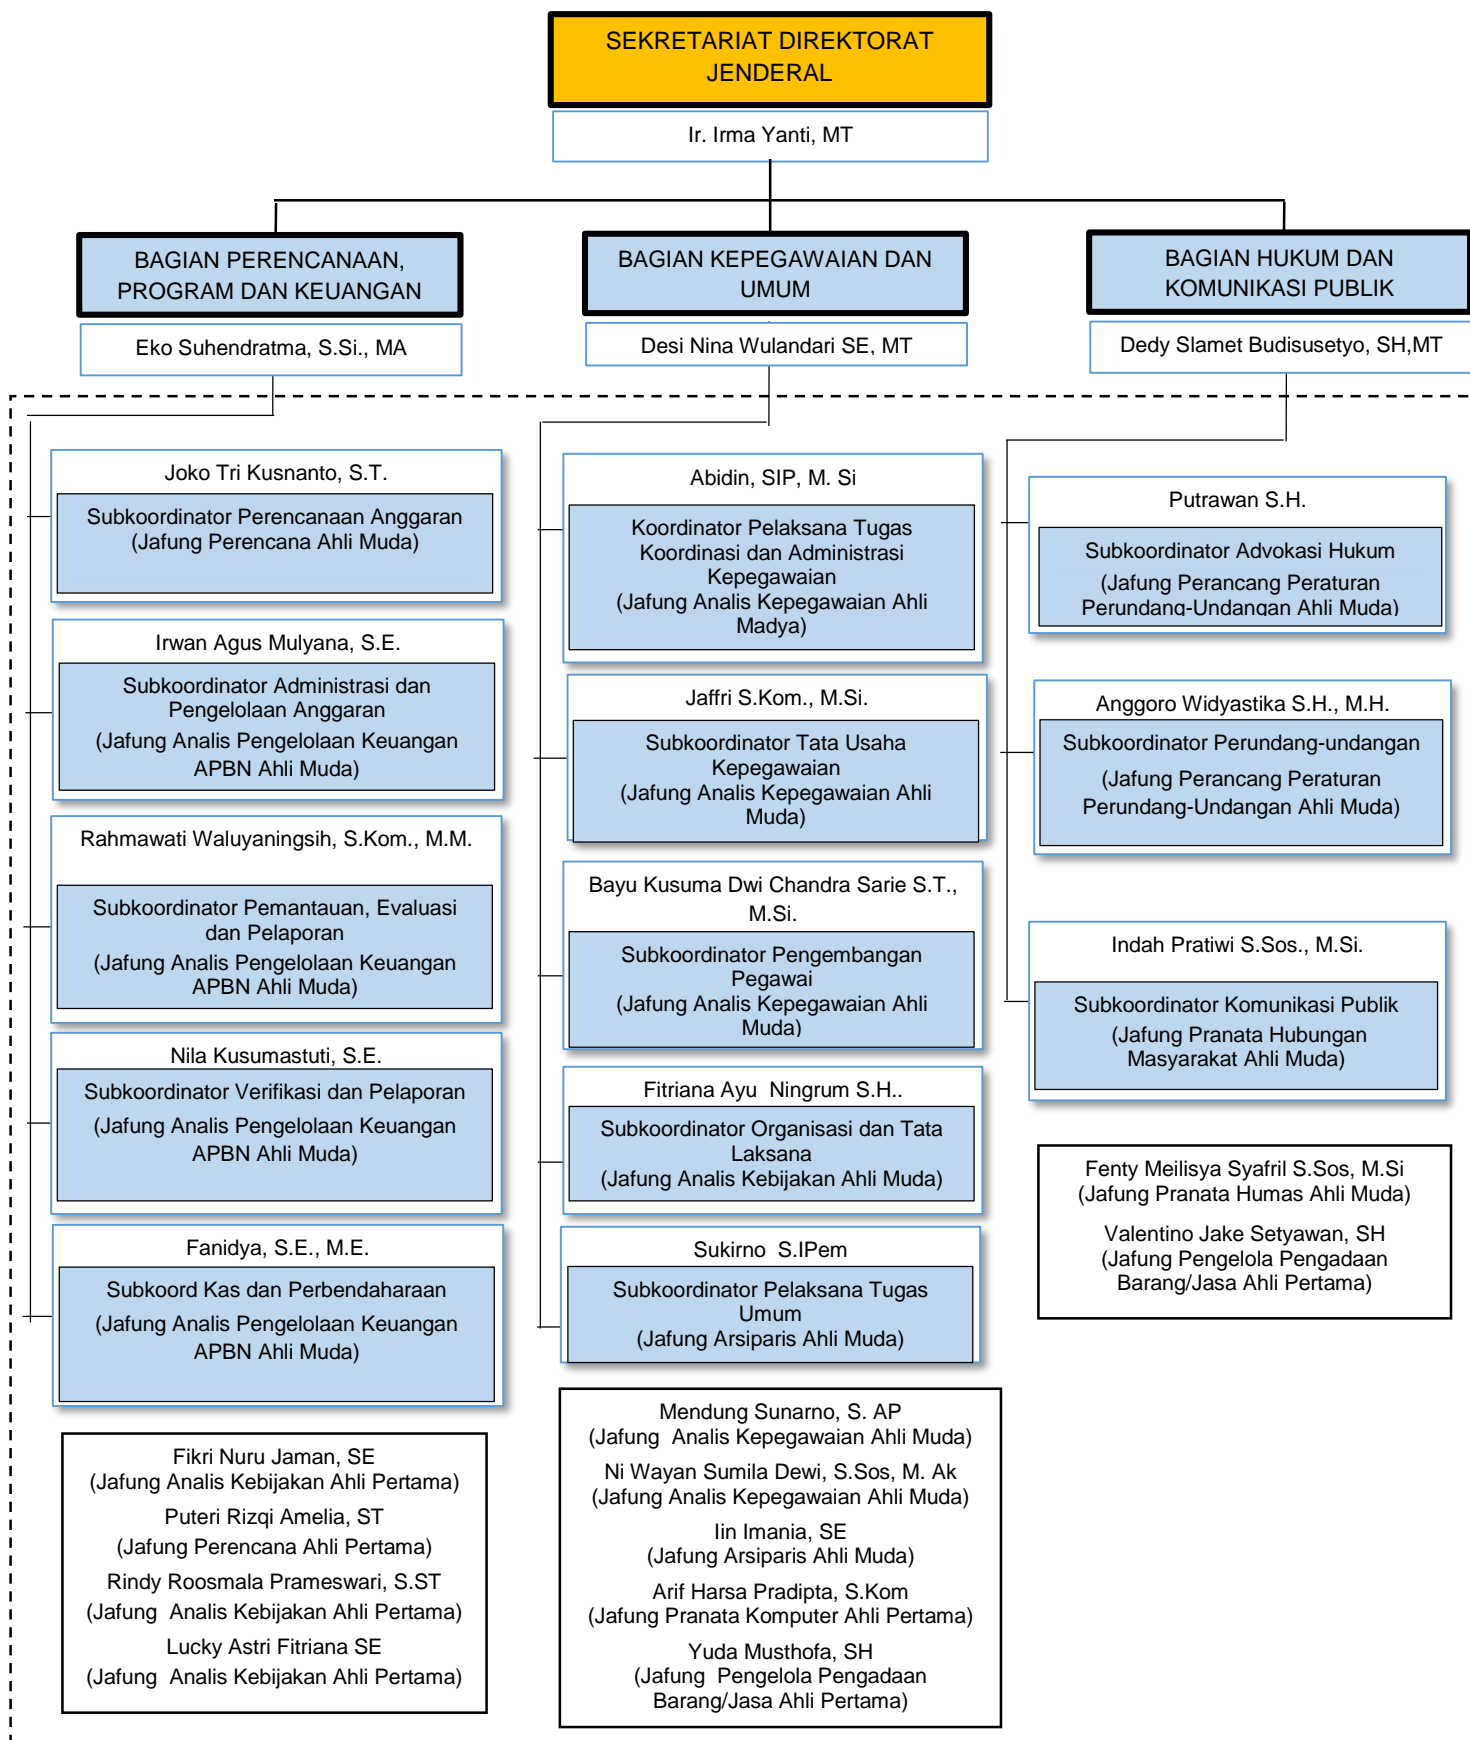 SEKRETARIAT DIREKTORAT
JENDERAL
Ir. Irma Yanti, MT
BAGIAN PERENCANAAN,
PROGRAM DAN KEUANGAN
Eko Suhendratma, S.Si., MA
Joko Tri Kusnanto, S.T.
Subkoordinator Perencanaan Anggaran
(Jafung Perencana Ahli Muda)
Irwan Agus Mulyana, S.E.
Subkoordinator Administrasi dan
Pengelolaan Anggaran
(Jafung Analis Pengelolaan Keuangan
APBN Ahli Muda)
Rahmawati Waluyaningsih, S.Kom., M.M.
Subkoordinator Pemantauan, Evaluasi
dan Pelaporan
(Jafung Analis Pengelolaan Keuangan
APBN Ahli Muda)
Nila Kusumastuti, S.E.
Subkoordinator Verifikasi dan Pelaporan
(Jafung Analis Pengelolaan Keuangan
APBN Ahli Muda)
Fanidya, S.E., M.E.
Subkoord Kas dan Perbendaharaan
(Jafung Analis Pengelolaan Keuangan
APBN Ahli Muda)
Fikri Nuru Jaman, SE
(Jafung Analis Kebijakan Ahli Pertama)
Puteri Rizqi Amelia, ST
(Jafung Perencana Ahli Pertama)
Rindy Roosmala Prameswari, S.ST
(Jafung  Analis Kebijakan Ahli Pertama)
Lucky Astri Fitriana SE
(Jafung  Analis Kebijakan Ahli Pertama)
BAGIAN KEPEGAWAIAN DAN
UMUM
Desi Nina Wulandari SE, MT
Abidin, SIP, M. Si
Koordinator Pelaksana Tugas
Koordinasi dan Administrasi
Kepegawaian
(Jafung Analis Kepegawaian Ahli
Madya)
Jaffri S.Kom., M.Si.
Subkoordinator Tata Usaha
Kepegawaian
(Jafung Analis Kepegawaian Ahli
Muda)
Bayu Kusuma Dwi Chandra Sarie S.T.,
M.Si.
Subkoordinator Pengembangan
Pegawai
(Jafung Analis Kepegawaian Ahli
Muda)
Fitriana Ayu  Ningrum S.H..
Subkoordinator Organisasi dan Tata
Laksana
(Jafung Analis Kebijakan Ahli Muda)
Sukirno  S.IPem
Subkoordinator Pelaksana Tugas
Umum
(Jafung Arsiparis Ahli Muda)
Mendung Sunarno, S. AP
(Jafung  Analis Kepegawaian Ahli Muda)
Ni Wayan Sumila Dewi, S.Sos, M. Ak
(Jafung Analis Kepegawaian Ahli Muda)
Iin Imania, SE
(Jafung Arsiparis Ahli Muda)
Arif Harsa Pradipta, S.Kom
(Jafung Pranata Komputer Ahli Pertama)
Yuda Musthofa, SH
(Jafung  Pengelola Pengadaan
Barang/Jasa Ahli Pertama)
BAGIAN HUKUM DAN
KOMUNIKASI PUBLIK
Dedy Slamet Budisusetyo, SH,MT
Putrawan S.H.
Subkoordinator Advokasi Hukum
(Jafung Perancang Peraturan
Perundang-Undangan Ahli Muda)
Anggoro Widyastika S.H., M.H.
Subkoordinator Perundang-undangan
(Jafung Perancang Peraturan
Perundang-Undangan Ahli Muda)
Indah Pratiwi S.Sos., M.Si.
Subkoordinator Komunikasi Publik
(Jafung Pranata Hubungan
Masyarakat Ahli Muda)
Fenty Meilisya Syafril S.Sos, M.Si
(Jafung Pranata Humas Ahli Muda)
Valentino Jake Setyawan, SH
(Jafung Pengelola Pengadaan
Barang/Jasa Ahli Pertama)